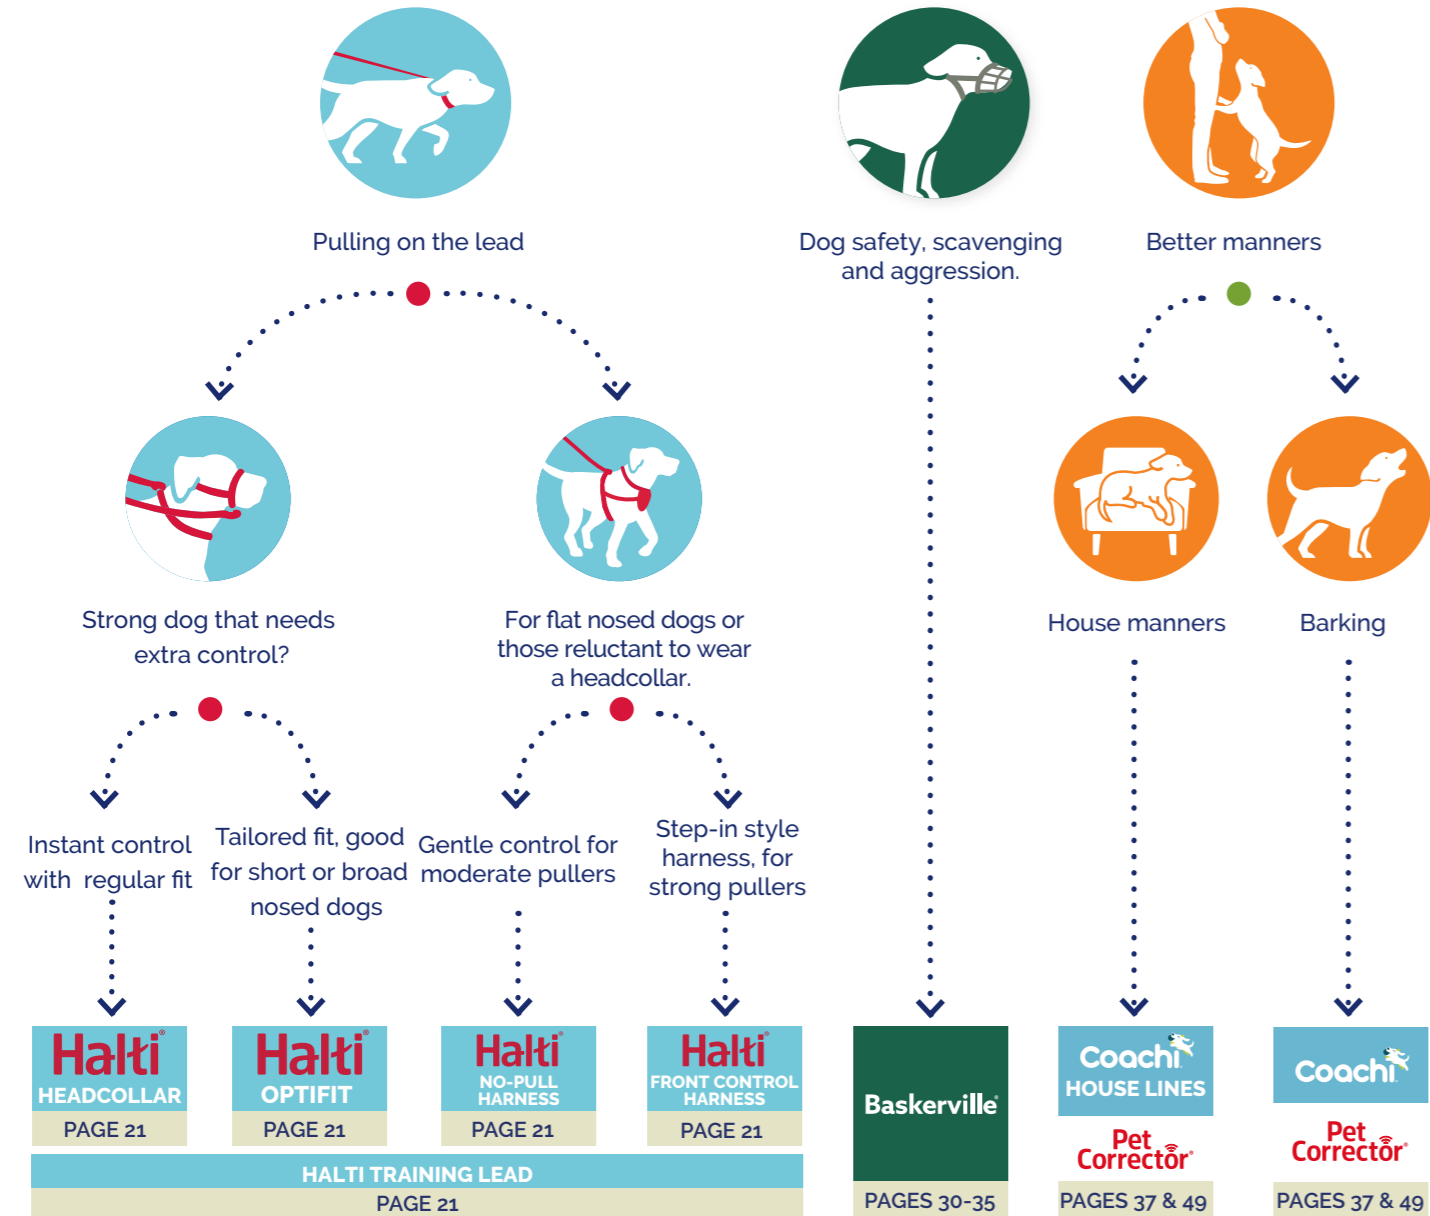 Pulling on the lead
Dog safety, scavenging
and aggression.
Better manners
Strong dog that needs
extra control?
For flat nosed dogs or
those reluctant to wear
a headcollar.
House manners
Barking
Instant control
with regular fit
Tailored fit, good
for short or broad
nosed dogs
Gentle control for
moderate pullers
Step-in style
harness, for
strong pullers
Halti®
HEADCOLLAR
PAGE 21
Halti®
OPTIFIT
PAGE 21
Halti®
NO-PULL
HARNESS
PAGE 21
Halti®
FRONT CONTROL
HARNESS
PAGE 21
HALTI TRAINING LEAD
PAGE 21
Baskerville®
PAGES 30-35
Coachi
HOUSE LINES
Pet
Corrector®
PAGES 37 & 49
Coachi
Pet
Corrector®
PAGES 37 & 49